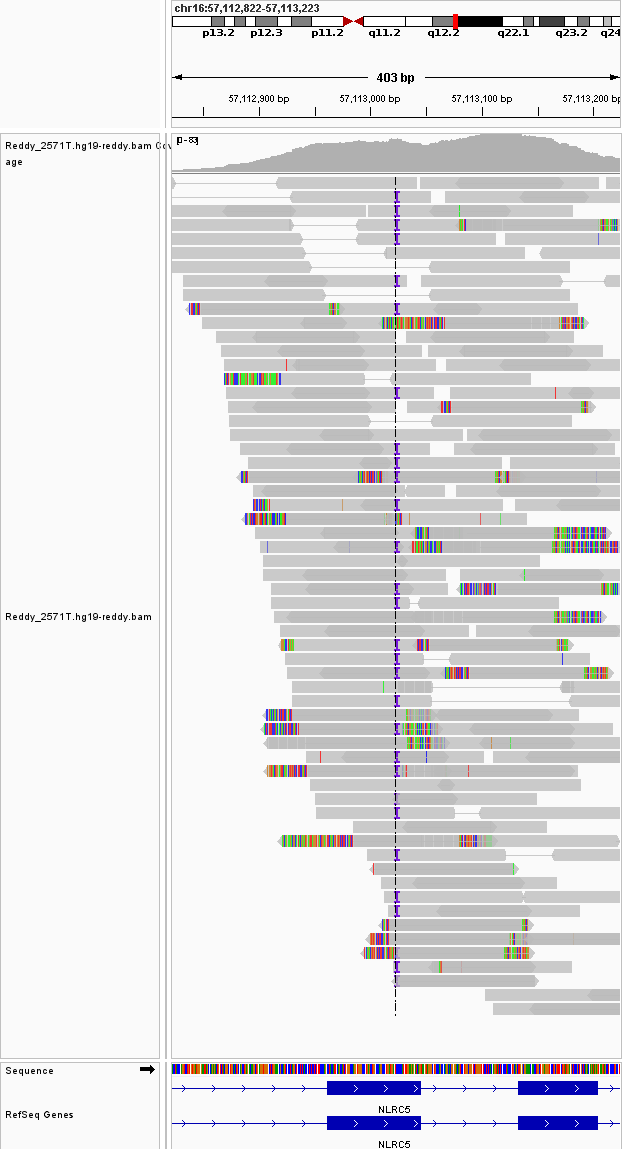 chr16:57,112,822-57,113,223
p13.2 p12.3 p11.2 q11.2 q12.2 q22.1 q23.2 q24
403 bp
57,112,900 bp 57,113,000 bp 57,113,100 bp 57,113,200 bp
Reddy_2571T.hg19-reddy.bam Cov
age
[0 - 83]
Reddy_2571T.hg19-reddy.bam
Sequence
NLRC5
RefSeq Genes
NLRC5